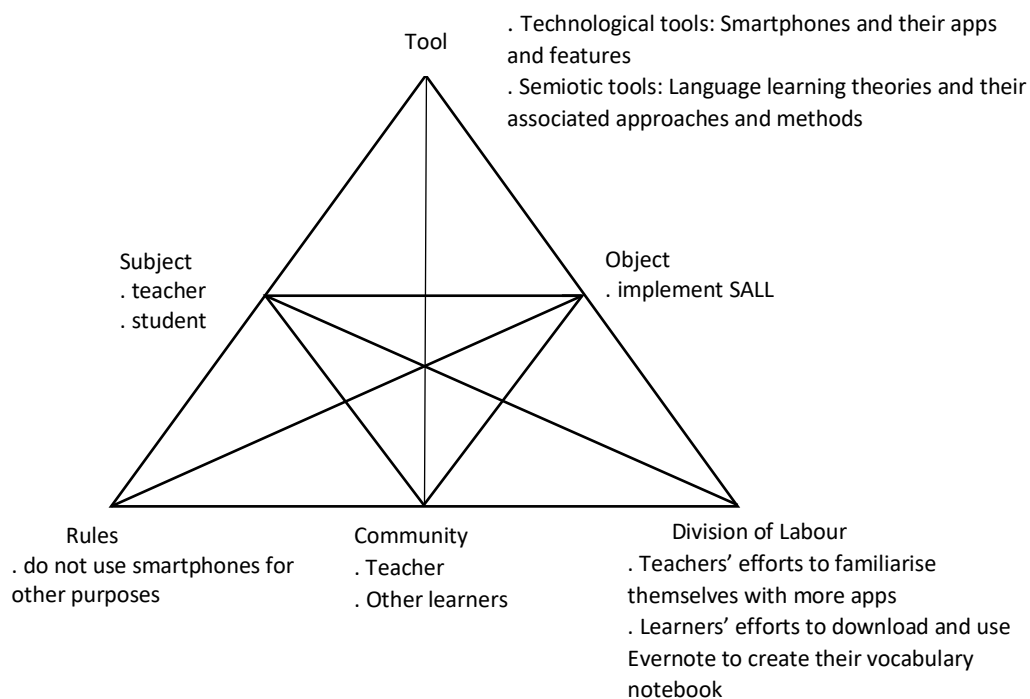 Tool
. Technological tools: Smartphones and their apps
and features
. Semiotic tools: Language learning theories and their
associated approaches and methods
Subject
. teacher
. student
Object
. implement SALL
Rules
. do not use smartphones for
other purposes
Community
. Teacher
. Other learners
Division of Labour
. Teachers’ efforts to familiarise
themselves with more apps
. Learners’ efforts to download and use
Evernote to create their vocabulary
notebook